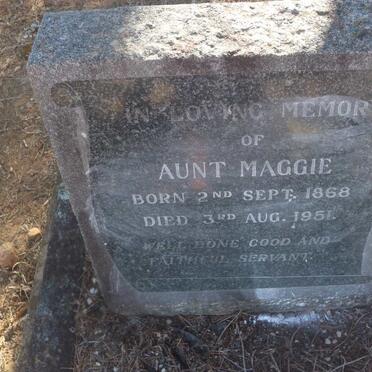 IN LOVING MEMOR
OF
AUNT MAGGIE
BORN 2ND SEPT. 1868
DIED 3RD AUG. 1951.
WELL DONE GOOD AND
FAITHFUL SERVANT.